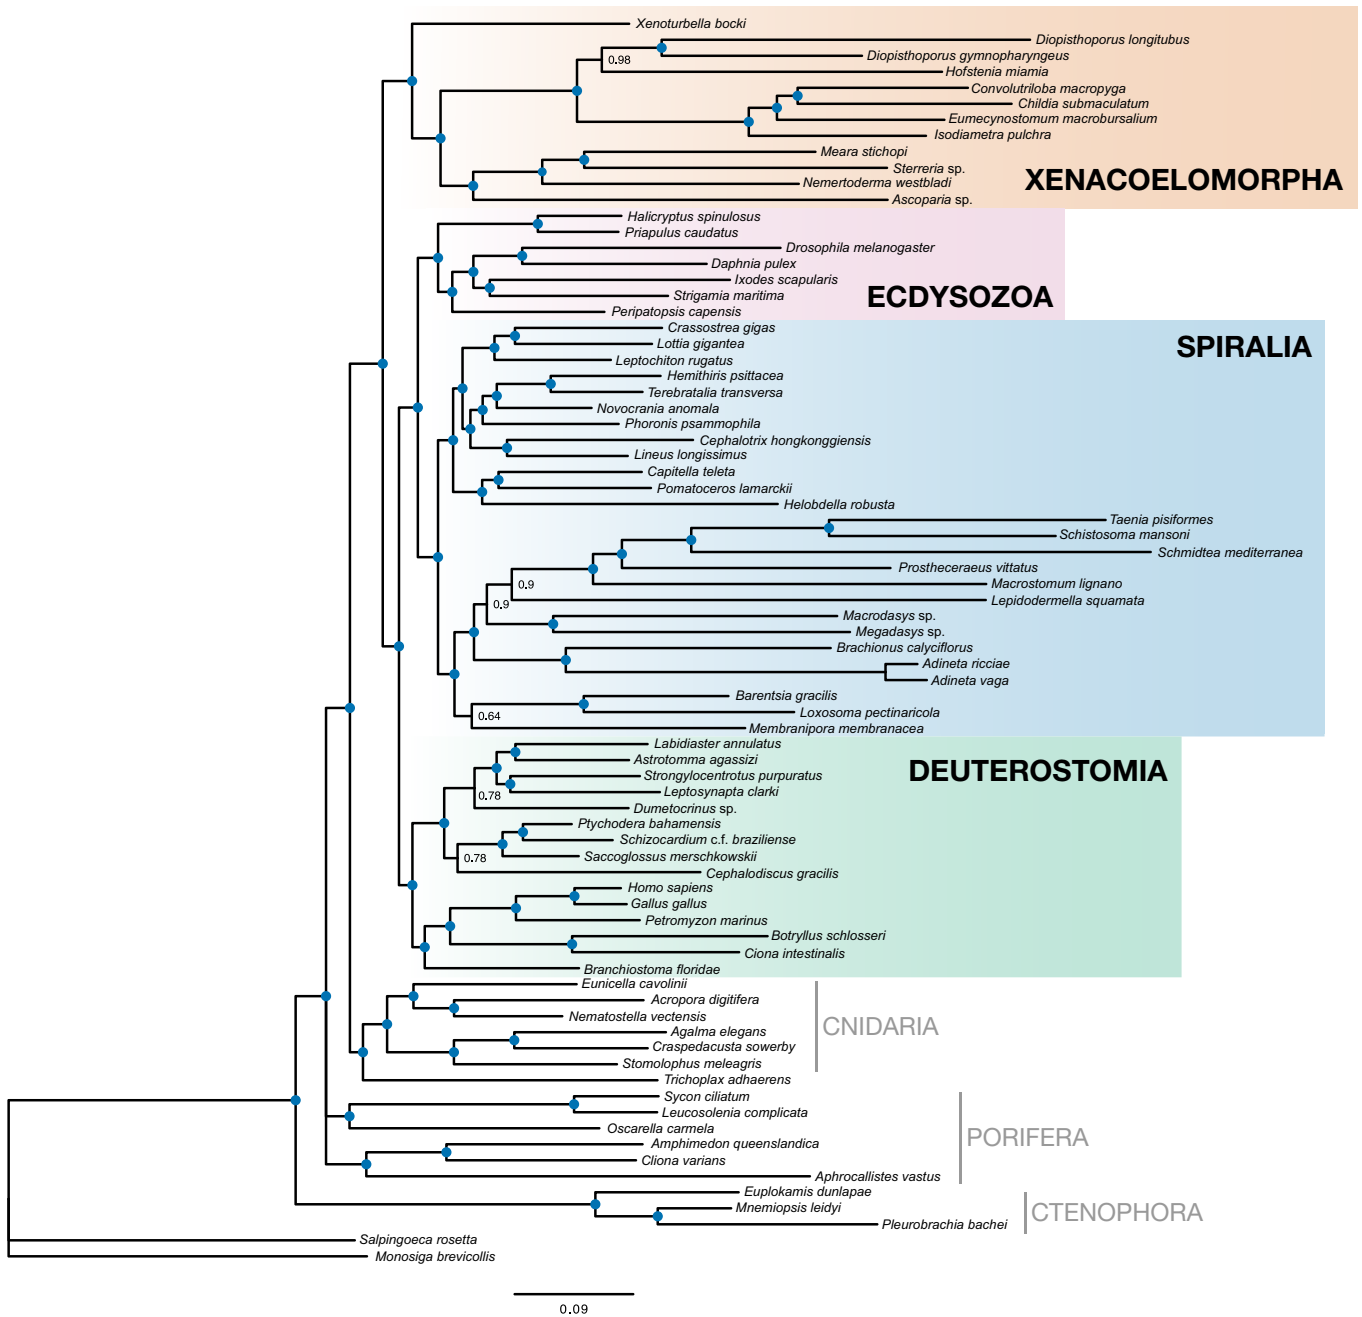 Xenoturbella bocki
Diopisthoporus longitubus
Diopisthoporus gymnopharyngeus
0.98
Hofstenia miamia
Convolutriloba macropyga
Childia submaculatum
Eumecynostomum macrobursalium
Isodiametra pulchra
Meara stichopi
Sterreria sp.
Nemertoderma westbladi
XENACOELOMORPHA
Ascoparia sp.
Halicryptus spinulosus
Priapulus caudatus
Drosophila melanogaster
Daphnia pulex
Ixodes scapularis
Strigamia maritima
ECDYSOZOA
Peripatopsis capensis
Crassostrea gigas
Lottia gigantea
SPIRALIA
Leptochiton rugatus
Hemithiris psittacea
Terebratalia transversa
Novocrania anomala
Phoronis psammophila
Cephalotrix hongkonggiensis
Lineus longissimus
Capitella teleta
Pomatoceros lamarckii
Helobdella robusta
Taenia pisiformes
Schistosoma mansoni
Schmidtea mediterranea
Prostheceraeus vittatus
0.9
Macrostomum lignano
0.9
Lepidodermella squamata
Macrodasys sp.
Megadasys sp.
Brachionus calyciflorus
Adineta ricciae
Adineta vaga
Barentsia gracilis
0.64
Loxosoma pectinaricola
Membranipora membranacea
Labidiaster annulatus
Astrotomma agassizi
DEUTEROSTOMIA
Strongylocentrotus purpuratus
0.78
Leptosynapta clarki
Dumetocrinus sp.
Ptychodera bahamensis
Schizocardium c.f. braziliense
0.78
Saccoglossus merschkowskii
Cephalodiscus gracilis
Homo sapiens
Gallus gallus
Petromyzon marinus
Botryllus schlosseri
Ciona intestinalis
Branchiostoma floridae
Eunicella cavolinii
Acropora digitifera
Nematostella vectensis
CNIDARIA
Agalma elegans
Craspedacusta sowerby
Stomolophus meleagris
Trichoplax adhaerens
Sycon ciliatum
Leucosolenia complicata
Oscarella carmela
PORIFERA
Amphimedon queenslandica
Cliona varians
Aphrocallistes vastus
Euplokamis dunlapae
Mnemiopsis leidyi
CTENOPHORA
Pleurobrachia bachei
Salpingoeca rosetta
Monosiga brevicollis
0.09